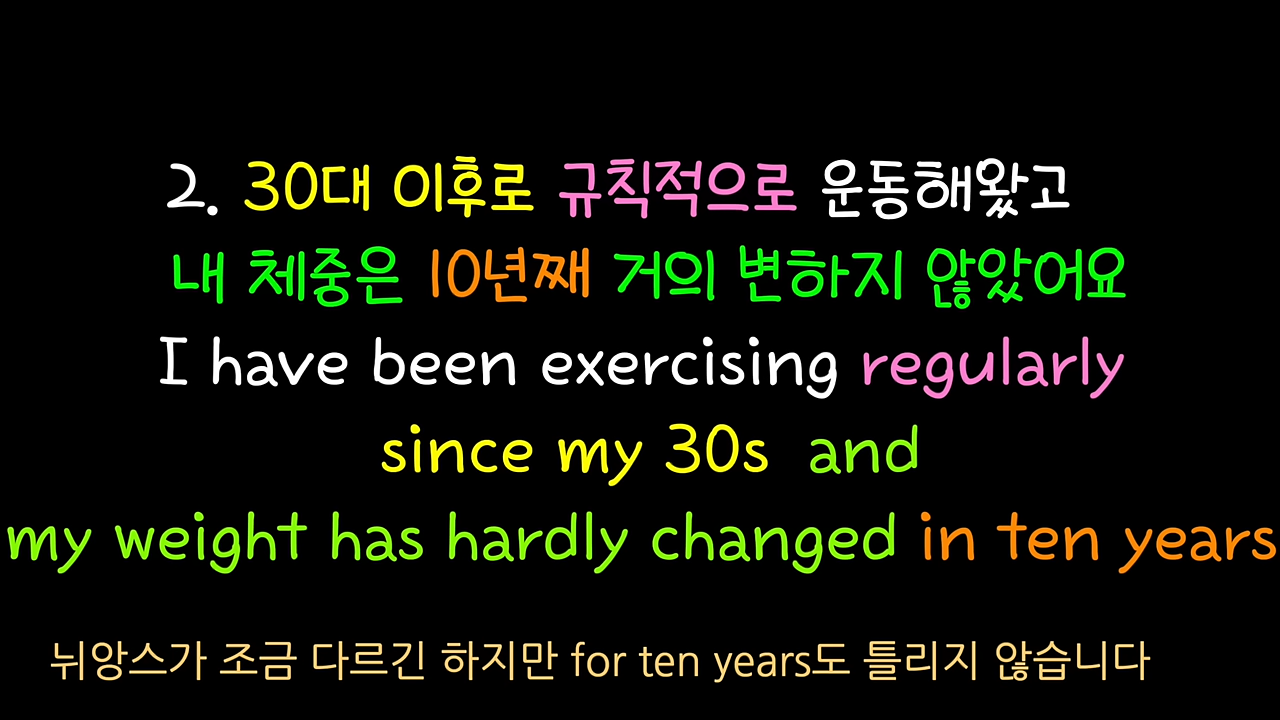 2. 30대 이후로 규칙적으로 운동해왔고
내 체중은 10년째 거의 변하지 않았어요
I have been exercising regularly
since my 30s and
my weight has hardly changed in ten years
뉘앙스가 조금 다르긴 하지만 for ten years도 틀리지 않습니다